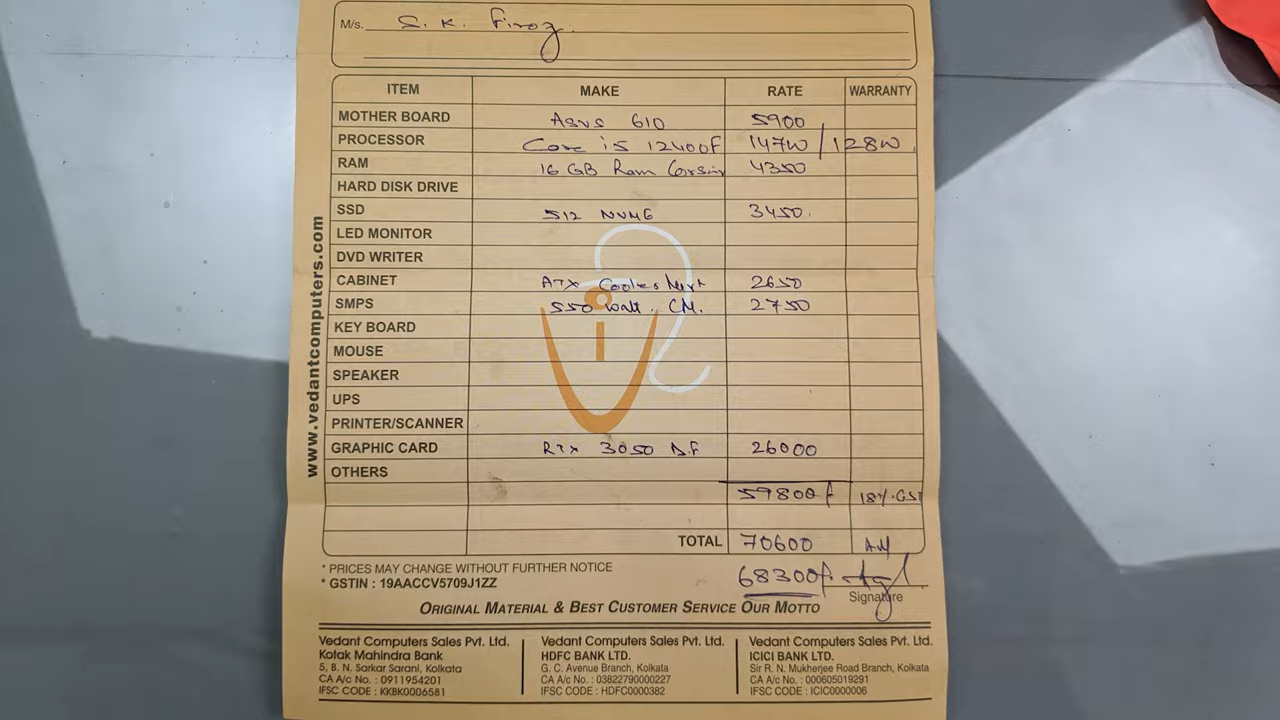 M/s. S. K. Firoz
ITEM MAKE RATE WARRANTY
MOTHER BOARD Asus 610 5900
PROCESSOR Core i5 12400F 14700 / 12800
RAM 16 GB Ram Corsair 4350
HARD DISK DRIVE
SSD 512 NVME 3450.
LED MONITOR
DVD WRITER
CABINET ATX Cooler 2650
SMPS 550 Watt. CM. 2750
KEY BOARD
MOUSE
SPEAKER
UPS
PRINTER/SCANNER
GRAPHIC CARD RTX 3050 26000
OTHERS
59800/ 18%.GST
TOTAL 70600
* PRICES MAY CHANGE WITHOUT FURTHER NOTICE
68300/
* GSTIN : 19AACCV5709J1ZZ
Signature
ORIGINAL MATERIAL & BEST CUSTOMER SERVICE OUR MOTTO
Vedant Computers Sales Pvt. Ltd.
Kotak Mahindra Bank
5, B. N. Sarkar Sarani, Kolkata
CA A/c No. : 0911954201
IFSC CODE : KKBK0006581
Vedant Computers Sales Pvt. Ltd.
HDFC BANK LTD.
G. C. Avenue Branch, Kolkata
CA A/c No. : 03822790000227
IFSC CODE : HDFC0000382
Vedant Computers Sales Pvt. Ltd.
ICICI BANK LTD.
Sir R. N. Mukherjee Road Branch, Kolkata
CA A/c No. : 000605019291
IFSC CODE : ICIC0000006
www.vedantcomputers.com